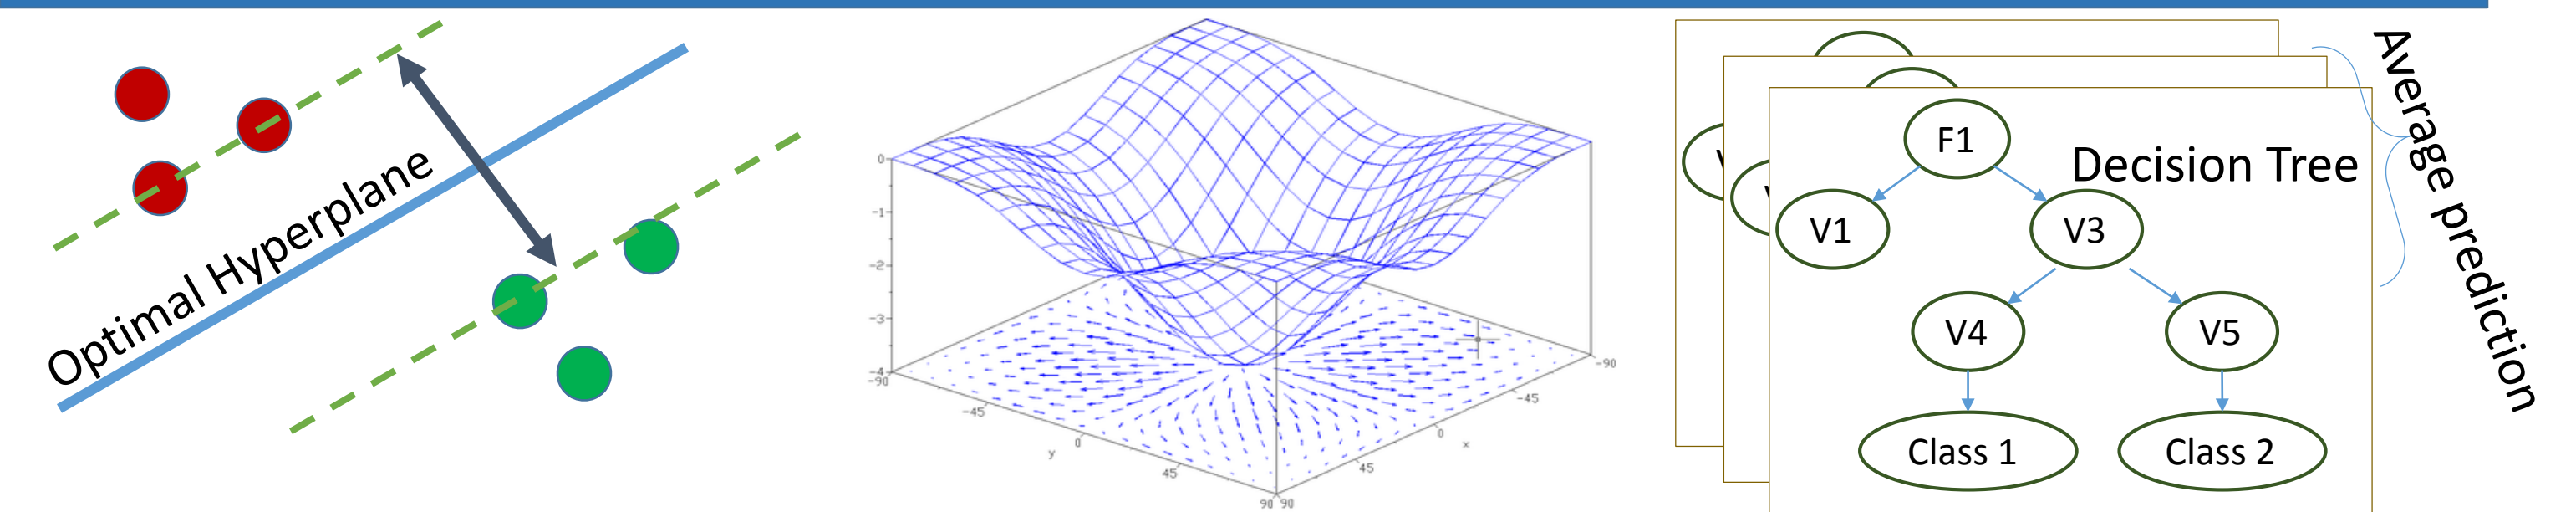 Optimal Hyperplane
0
-1
-2
-3
-4
-90
-45
0
y
45
90
90
45
0
x
-45
-90
F1
Decision Tree
V1
V3
V4
V5
Class 1
Class 2
Average prediction